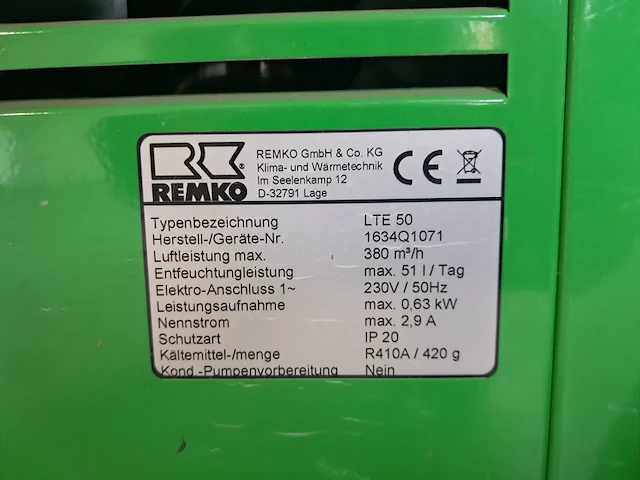 REMKO GmbH & Co. KG
Klima- und Wärmetechnik
Im Seelenkamp 12
D-32791 Lage
CE
RK®
REMKO
Typenbezeichnung LTE 50
Herstell-/Geräte-Nr. 1634Q1071
Luftleistung max. 380 m³/h
Entfeuchtungleistung max. 51 l / Tag
Elektro-Anschluss 1~ 230V / 50Hz
Leistungsaufnahme max. 0,63 kW
Nennstrom max. 2,9 A
Schutzart IP 20
Kältemittel-/menge R410A / 420 g
Kond.-Pumpenvorbereitung Nein